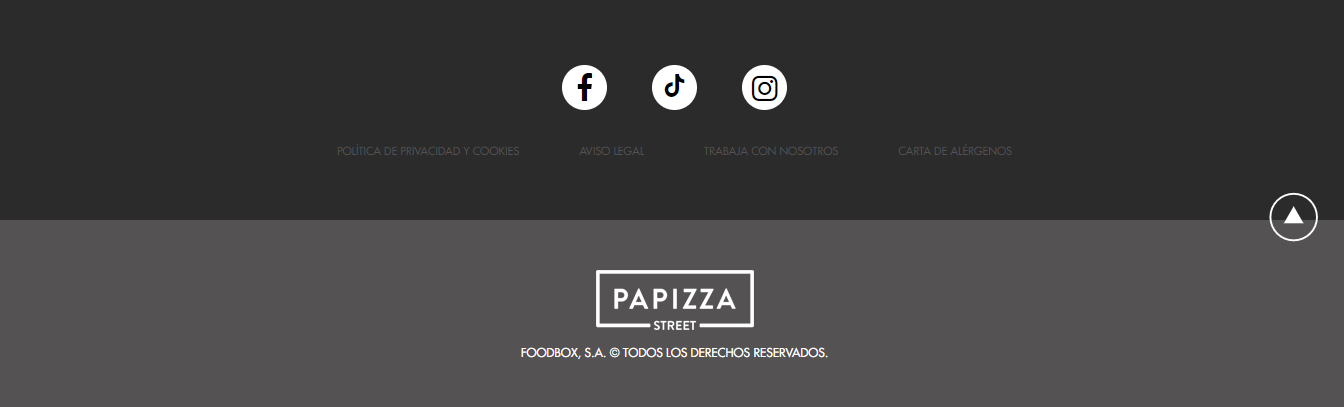 POLÍTICA DE PRIVACIDAD Y COOKIES AVISO LEGAL TRABAJA CON NOSOTROS CARTA DE ALÉRGENOS
PAPIZZA
STREET
FOODBOX, S.A. © TODOS LOS DERECHOS RESERVADOS.